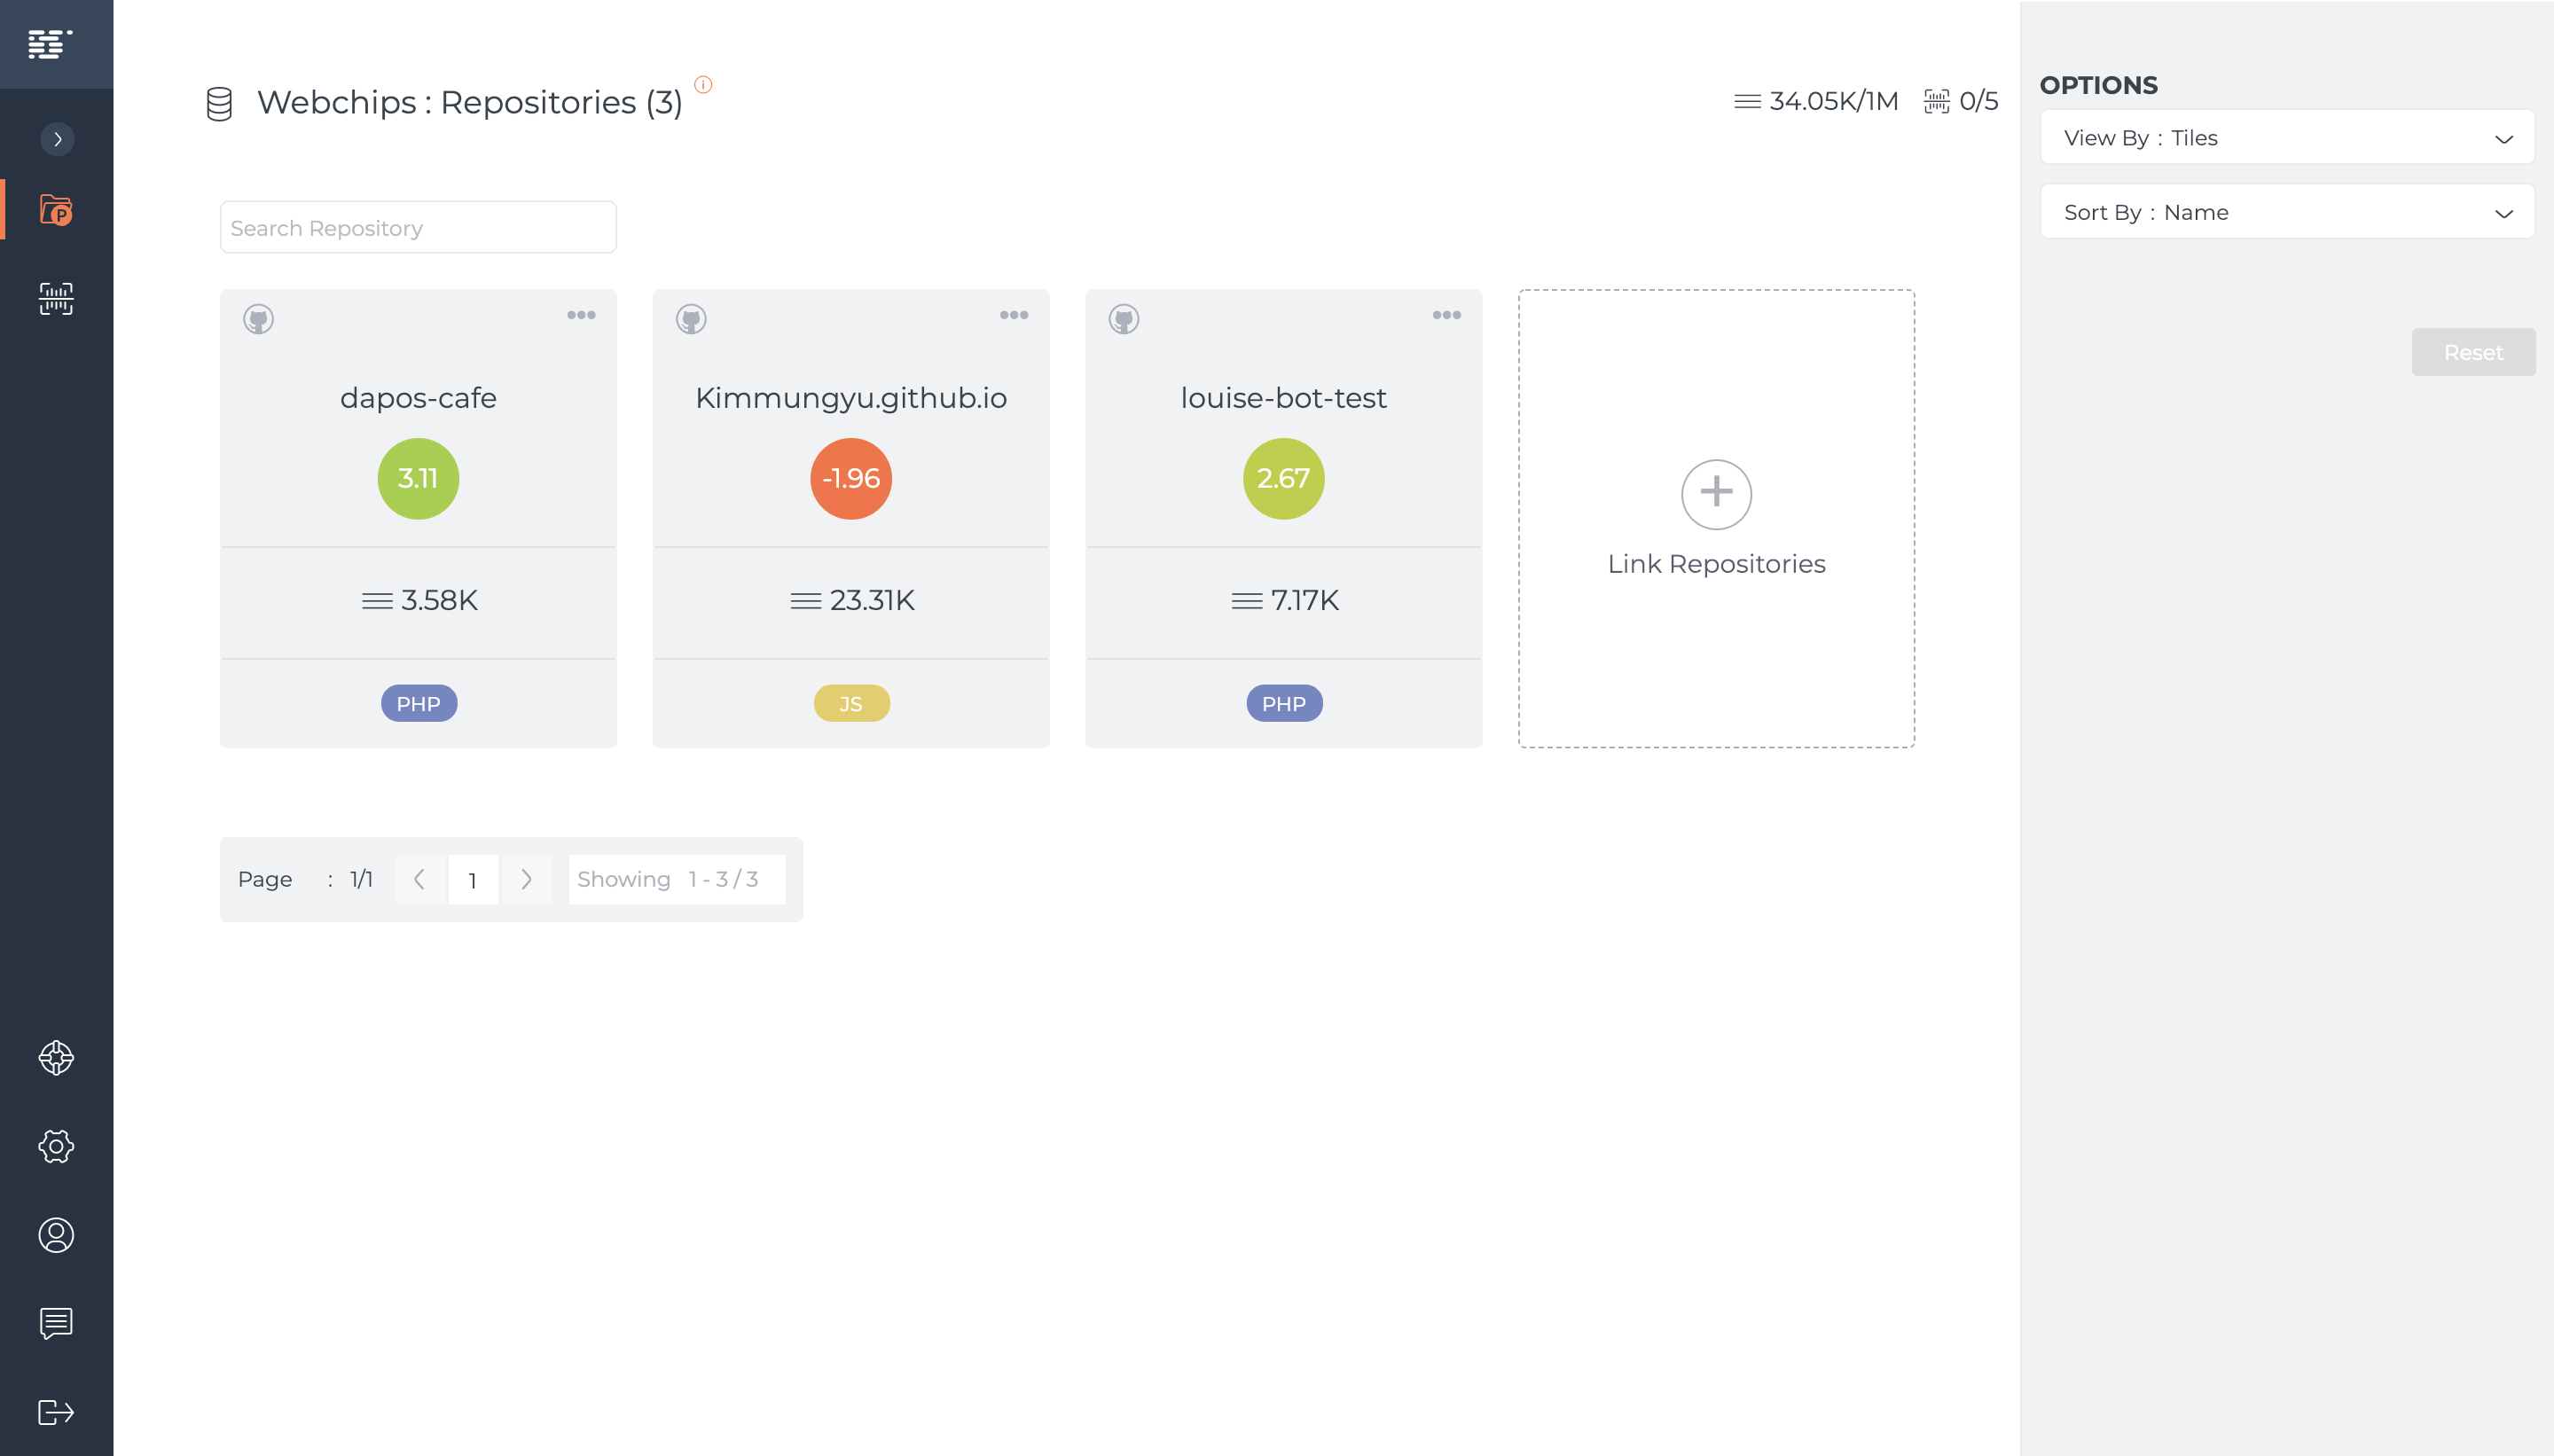 Webchips : Repositories (3)
34.05K/1M 0/5
Search Repository
dapos-cafe
3.11
3.58K
PHP
Kimmungyu.github.io
-1.96
23.31K
JS
louise-bot-test
2.67
7.17K
PHP
Link Repositories
Page : 1/1 1 Showing 1 - 3 / 3
OPTIONS
View By : Tiles
Sort By : Name
Reset
P